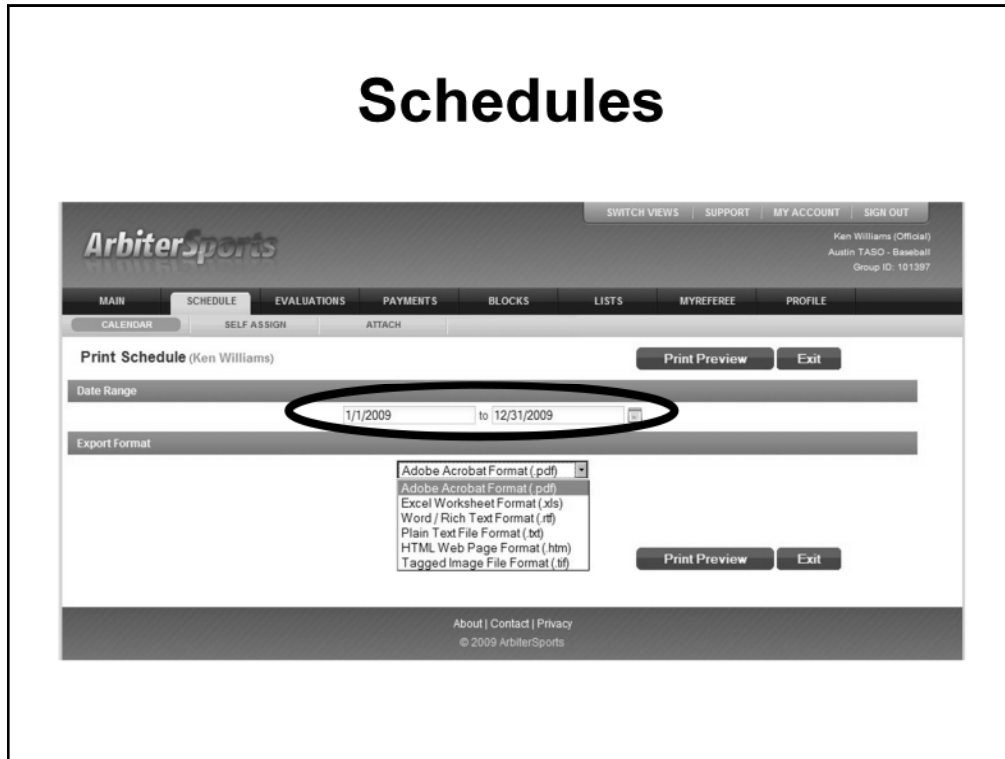 Schedules
SWITCH VIEWS SUPPORT MY ACCOUNT SIGN OUT
ArbiterSports
Ken Williams (Official)
Austin TASO - Baseball
Group ID: 101397
MAIN SCHEDULE EVALUATIONS PAYMENTS BLOCKS LISTS MYREFEREE PROFILE
CALENDAR SELF ASSIGN ATTACH
Print Schedule (Ken Williams) Print Preview Exit
Date Range
1/1/2009 to 12/31/2009
Export Format
Adobe Acrobat Format (.pdf)
Adobe Acrobat Format (.pdf)
Excel Worksheet Format (.xls)
Word / Rich Text Format (.rtf)
Plain Text File Format (.txt)
HTML Web Page Format (.htm)
Tagged Image File Format (.tif)
Print Preview Exit
About | Contact | Privacy
© 2009 ArbiterSports